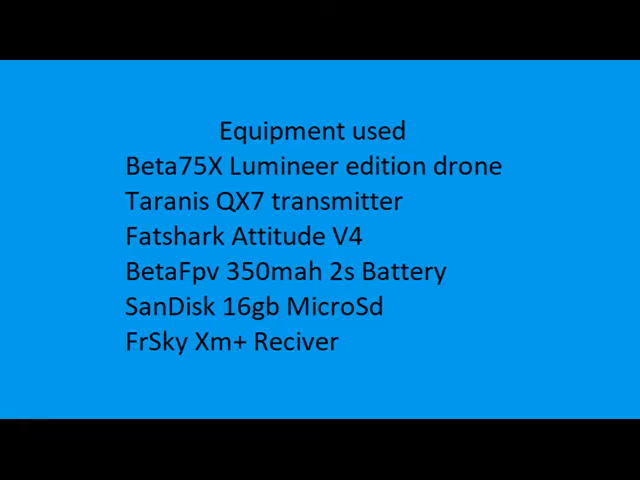 Equipment used
Beta75X Lumineer edition drone
Taranis QX7 transmitter
Fatshark Attitude V4
BetaFpv 350mah 2s Battery
SanDisk 16gb MicroSd
FrSky Xm+ Reciver